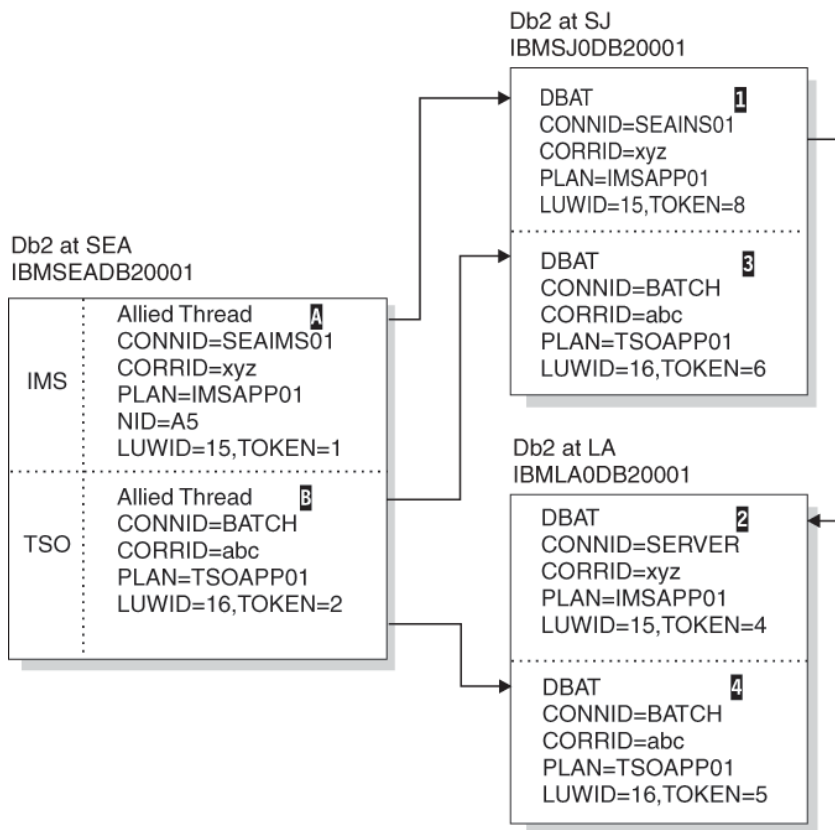 Db2 at SJ
IBMSJ0DB20001
DBAT 1
CONNID=SEAINS01
CORRID=xyz
PLAN=IMSAPP01
LUWID=15,TOKEN=8
DBAT 3
CONNID=BATCH
CORRID=abc
PLAN=TSOAPP01
LUWID=16,TOKEN=6
Db2 at SEA
IBMSEADB20001
IMS
Allied Thread A
CONNID=SEAIMS01
CORRID=xyz
PLAN=IMSAPP01
NID=A5
LUWID=15,TOKEN=1
TSO
Allied Thread B
CONNID=BATCH
CORRID=abc
PLAN=TSOAPP01
LUWID=16,TOKEN=2
Db2 at LA
IBMLA0DB20001
DBAT 2
CONNID=SERVER
CORRID=xyz
PLAN=IMSAPP01
LUWID=15,TOKEN=4
DBAT 4
CONNID=BATCH
CORRID=abc
PLAN=TSOAPP01
LUWID=16,TOKEN=5